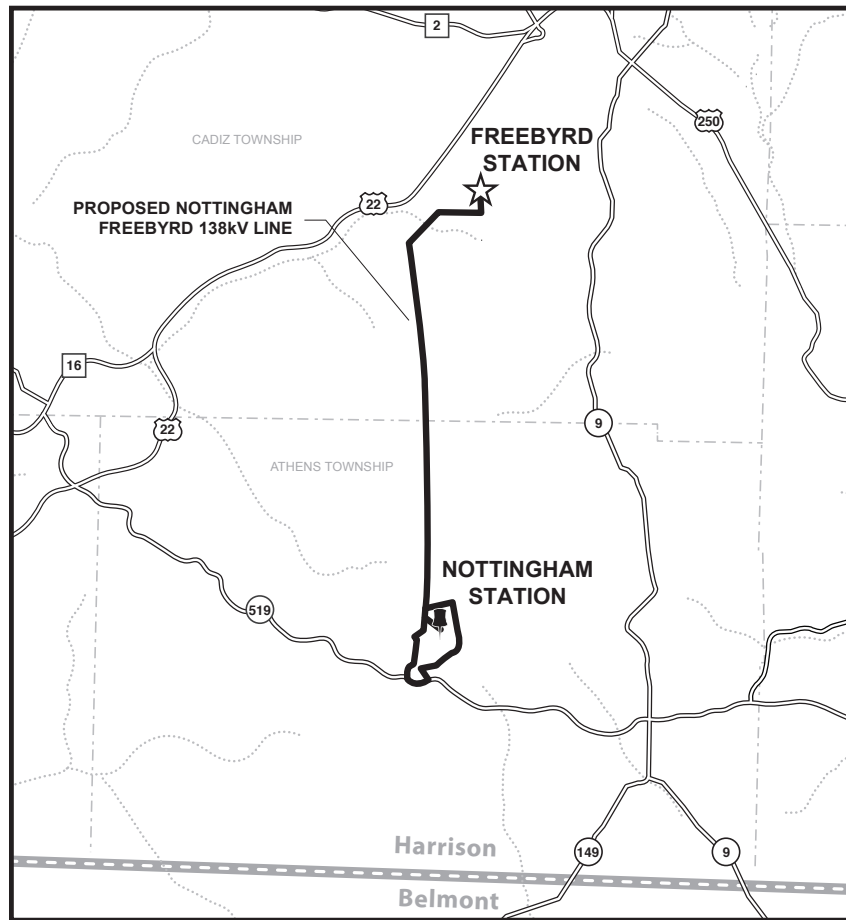 2
250
CADIZ TOWNSHIP
FREEBYRD
STATION
22
PROPOSED NOTTINGHAM
FREEBYRD 138kV LINE
16
22
9
ATHENS TOWNSHIP
NOTTINGHAM
STATION
519
Harrison
149
9
Belmont